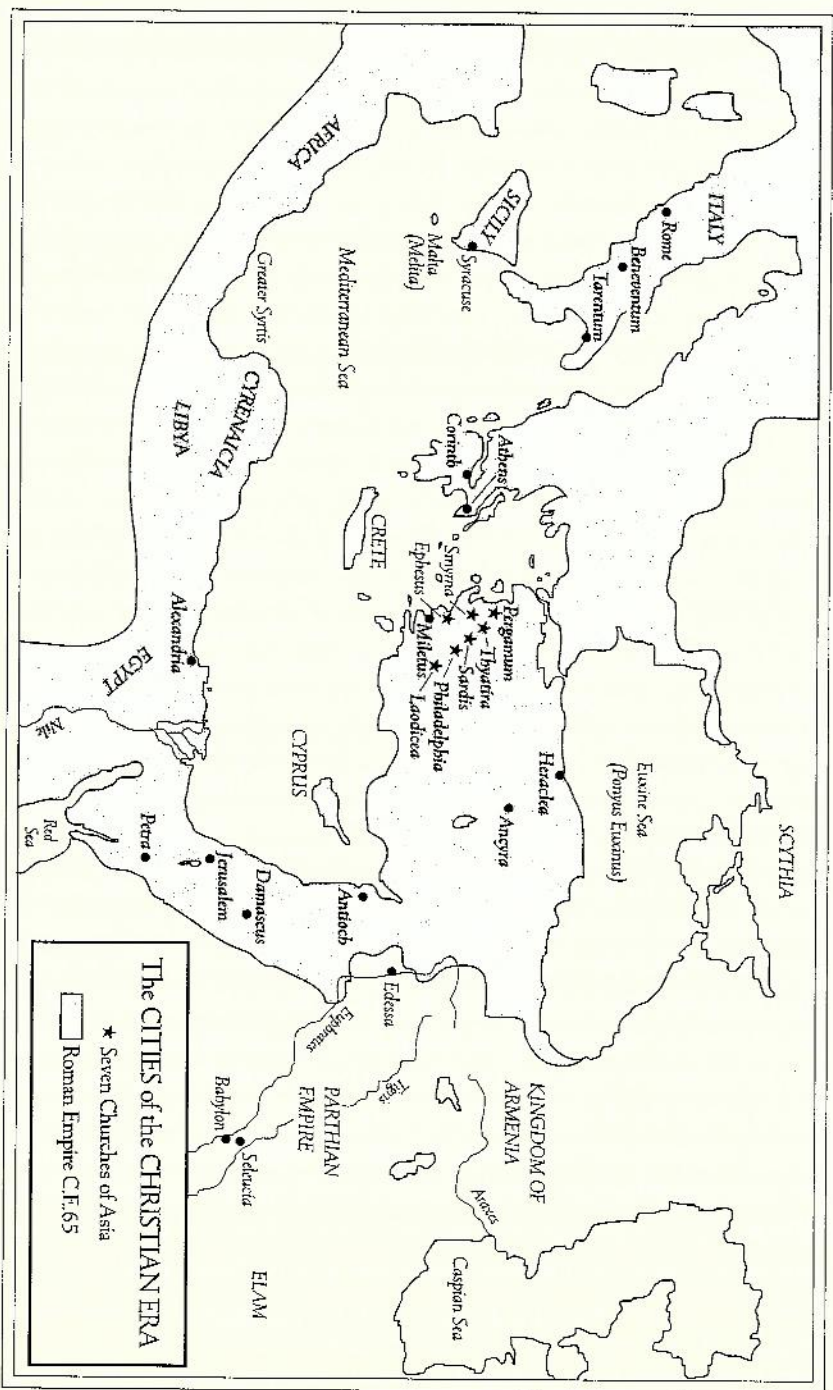 SCYTHIA
ITALY
Rome
Beneventum
Tarentum
SICILY
Syracuse
Malta
(Melita)
AFRICA
Greater Syrtis
Mediterranean Sea
CYRENAICIA
LIBYA
Athens
Corinth
CRETE
Smyrna
Ephesus
Pergamum
Thyatira
Sardis
Philadelphia
Laodicea
Miletus
Euxine Sea
(Ponyus Euxinus)
Heraclea
Ancyra
CYPRUS
Alexandria
EGYPT
Nile
Red
Sea
Petra
Jerusalem
Damascus
Antioch
Edessa
Euphrates
Tigris
PARTHIAN
EMPIRE
Babylon
Seleucia
KINGDOM OF
ARMENIA
Araxes
Caspian Sea
ELAM
The CITIES of the CHRISTIAN ERA
★ Seven Churches of Asia
Roman Empire C.E.65